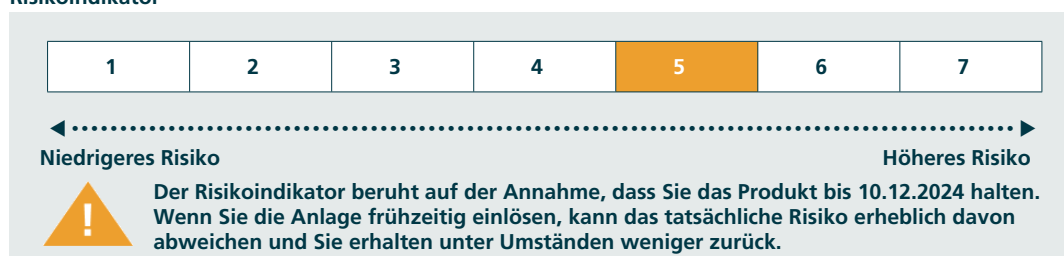 Risikoindikator
1 2 3 4 5 6 7
Niedrigeres Risiko Höheres Risiko
! Der Risikoindikator beruht auf der Annahme, dass Sie das Produkt bis 10.12.2024 halten.
Wenn Sie die Anlage frühzeitig einlösen, kann das tatsächliche Risiko erheblich davon
abweichen und Sie erhalten unter Umständen weniger zurück.